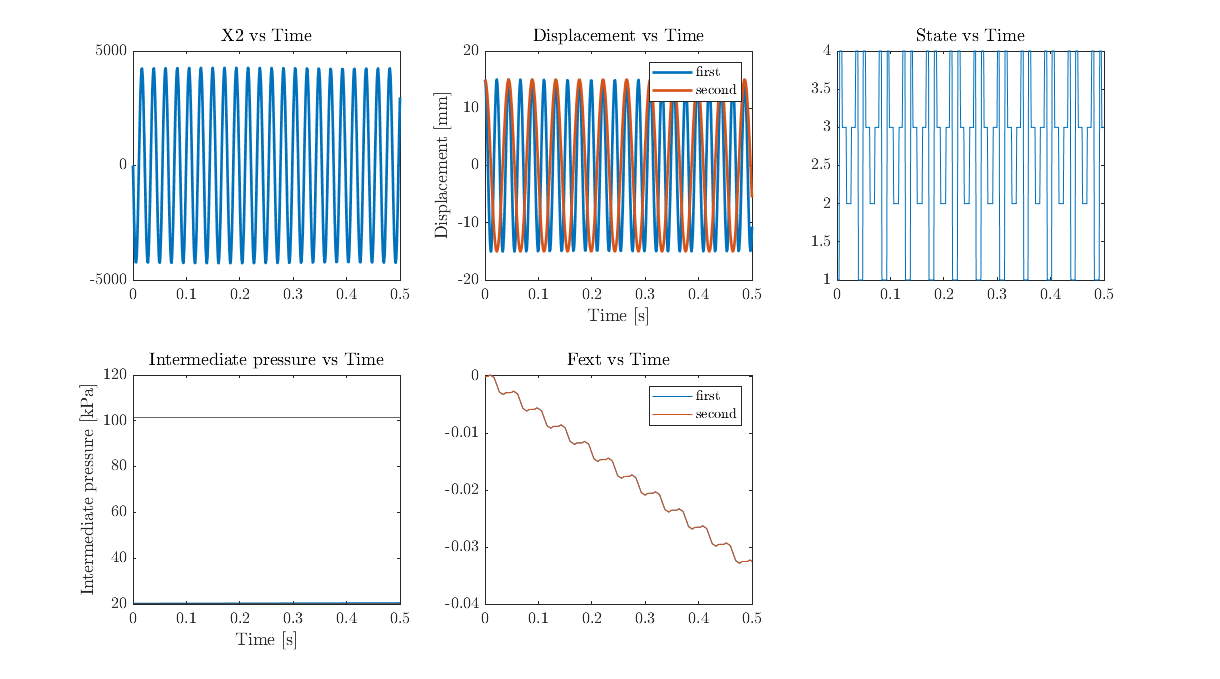 X2 vs Time
5000
0
-5000
0 0.1 0.2 0.3 0.4 0.5
Displacement vs Time
first
second
Displacement [mm]
20
10
0
-10
-20
0 0.1 0.2 0.3 0.4 0.5
Time [s]
State vs Time
4
3.5
3
2.5
2
1.5
1
0 0.1 0.2 0.3 0.4 0.5
Intermediate pressure vs Time
Intermediate pressure [kPa]
120
100
80
60
40
20
0 0.1 0.2 0.3 0.4 0.5
Time [s]
Fext vs Time
first
second
0
-0.01
-0.02
-0.03
-0.04
0 0.1 0.2 0.3 0.4 0.5